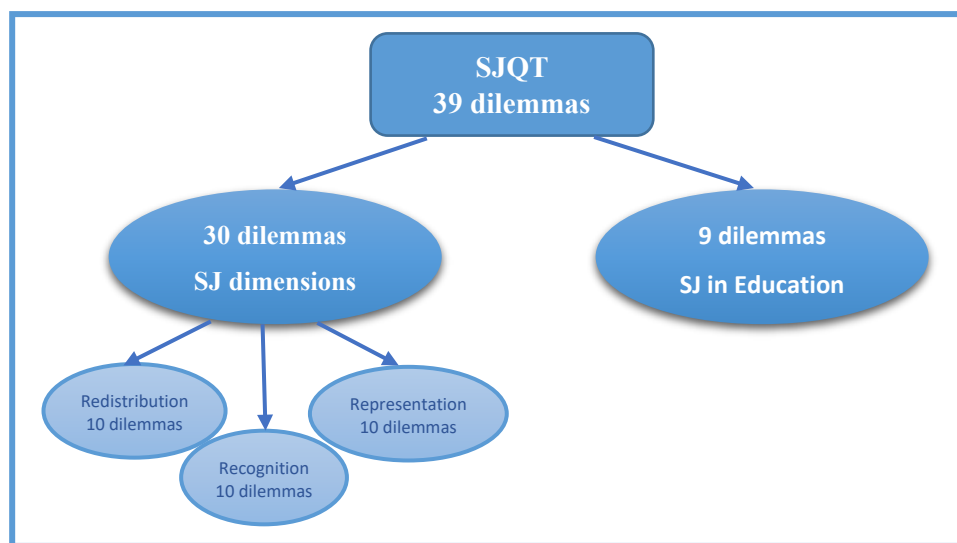 SJQT
39 dilemmas
30 dilemmas
SJ dimensions
9 dilemmas
SJ in Education
Redistribution
10 dilemmas
Recognition
10 dilemmas
Representation
10 dilemmas